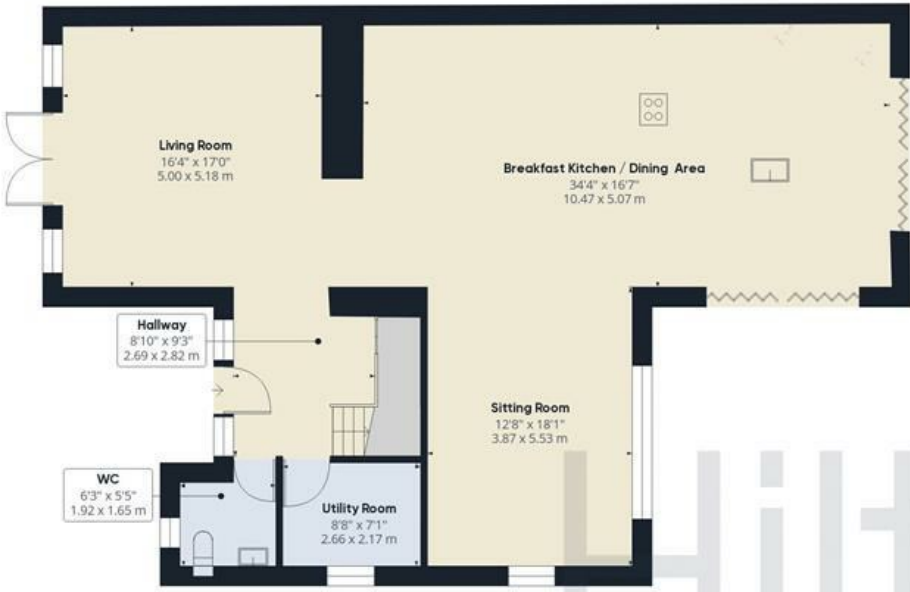 Living Room
16'4" x 17'0"
5.00 x 5.18 m
Breakfast Kitchen / Dining Area
34'4" x 16'7"
10.47 x 5.07 m
Hallway
8'10" x 9'3"
2.69 x 2.82 m
Sitting Room
12'8" x 18'1"
3.87 x 5.53 m
WC
6'3" x 5'5"
1.92 x 1.65 m
Utility Room
8'8" x 7'1"
2.66 x 2.17 m